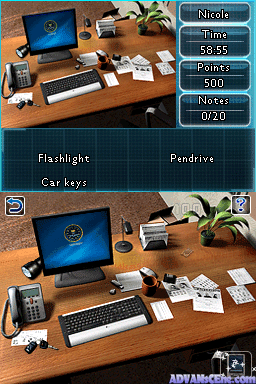 Nicole
Time
58:55
Points
500
Notes
0/20
Flashlight
Pendrive
Car keys
?
ADVANsCENE.com